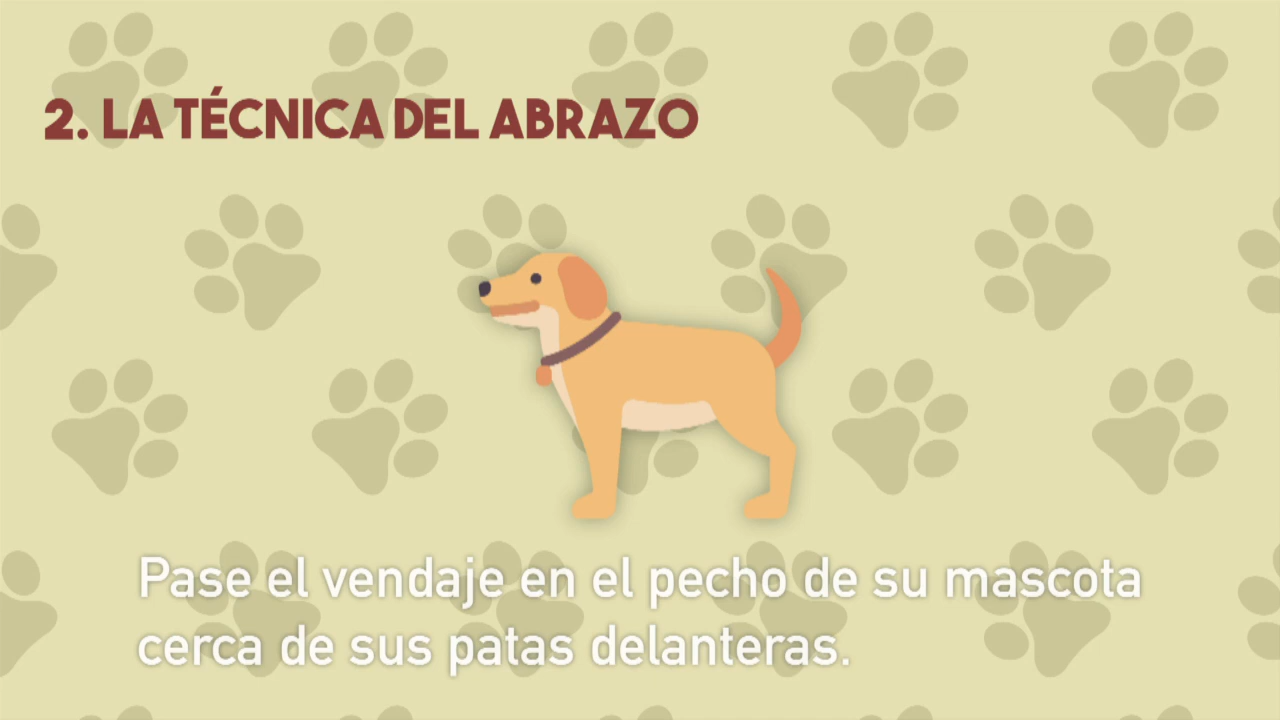 2. LA TÉCNICA DEL ABRAZO
Pase el vendaje en el pecho de su mascota
cerca de sus patas delanteras.